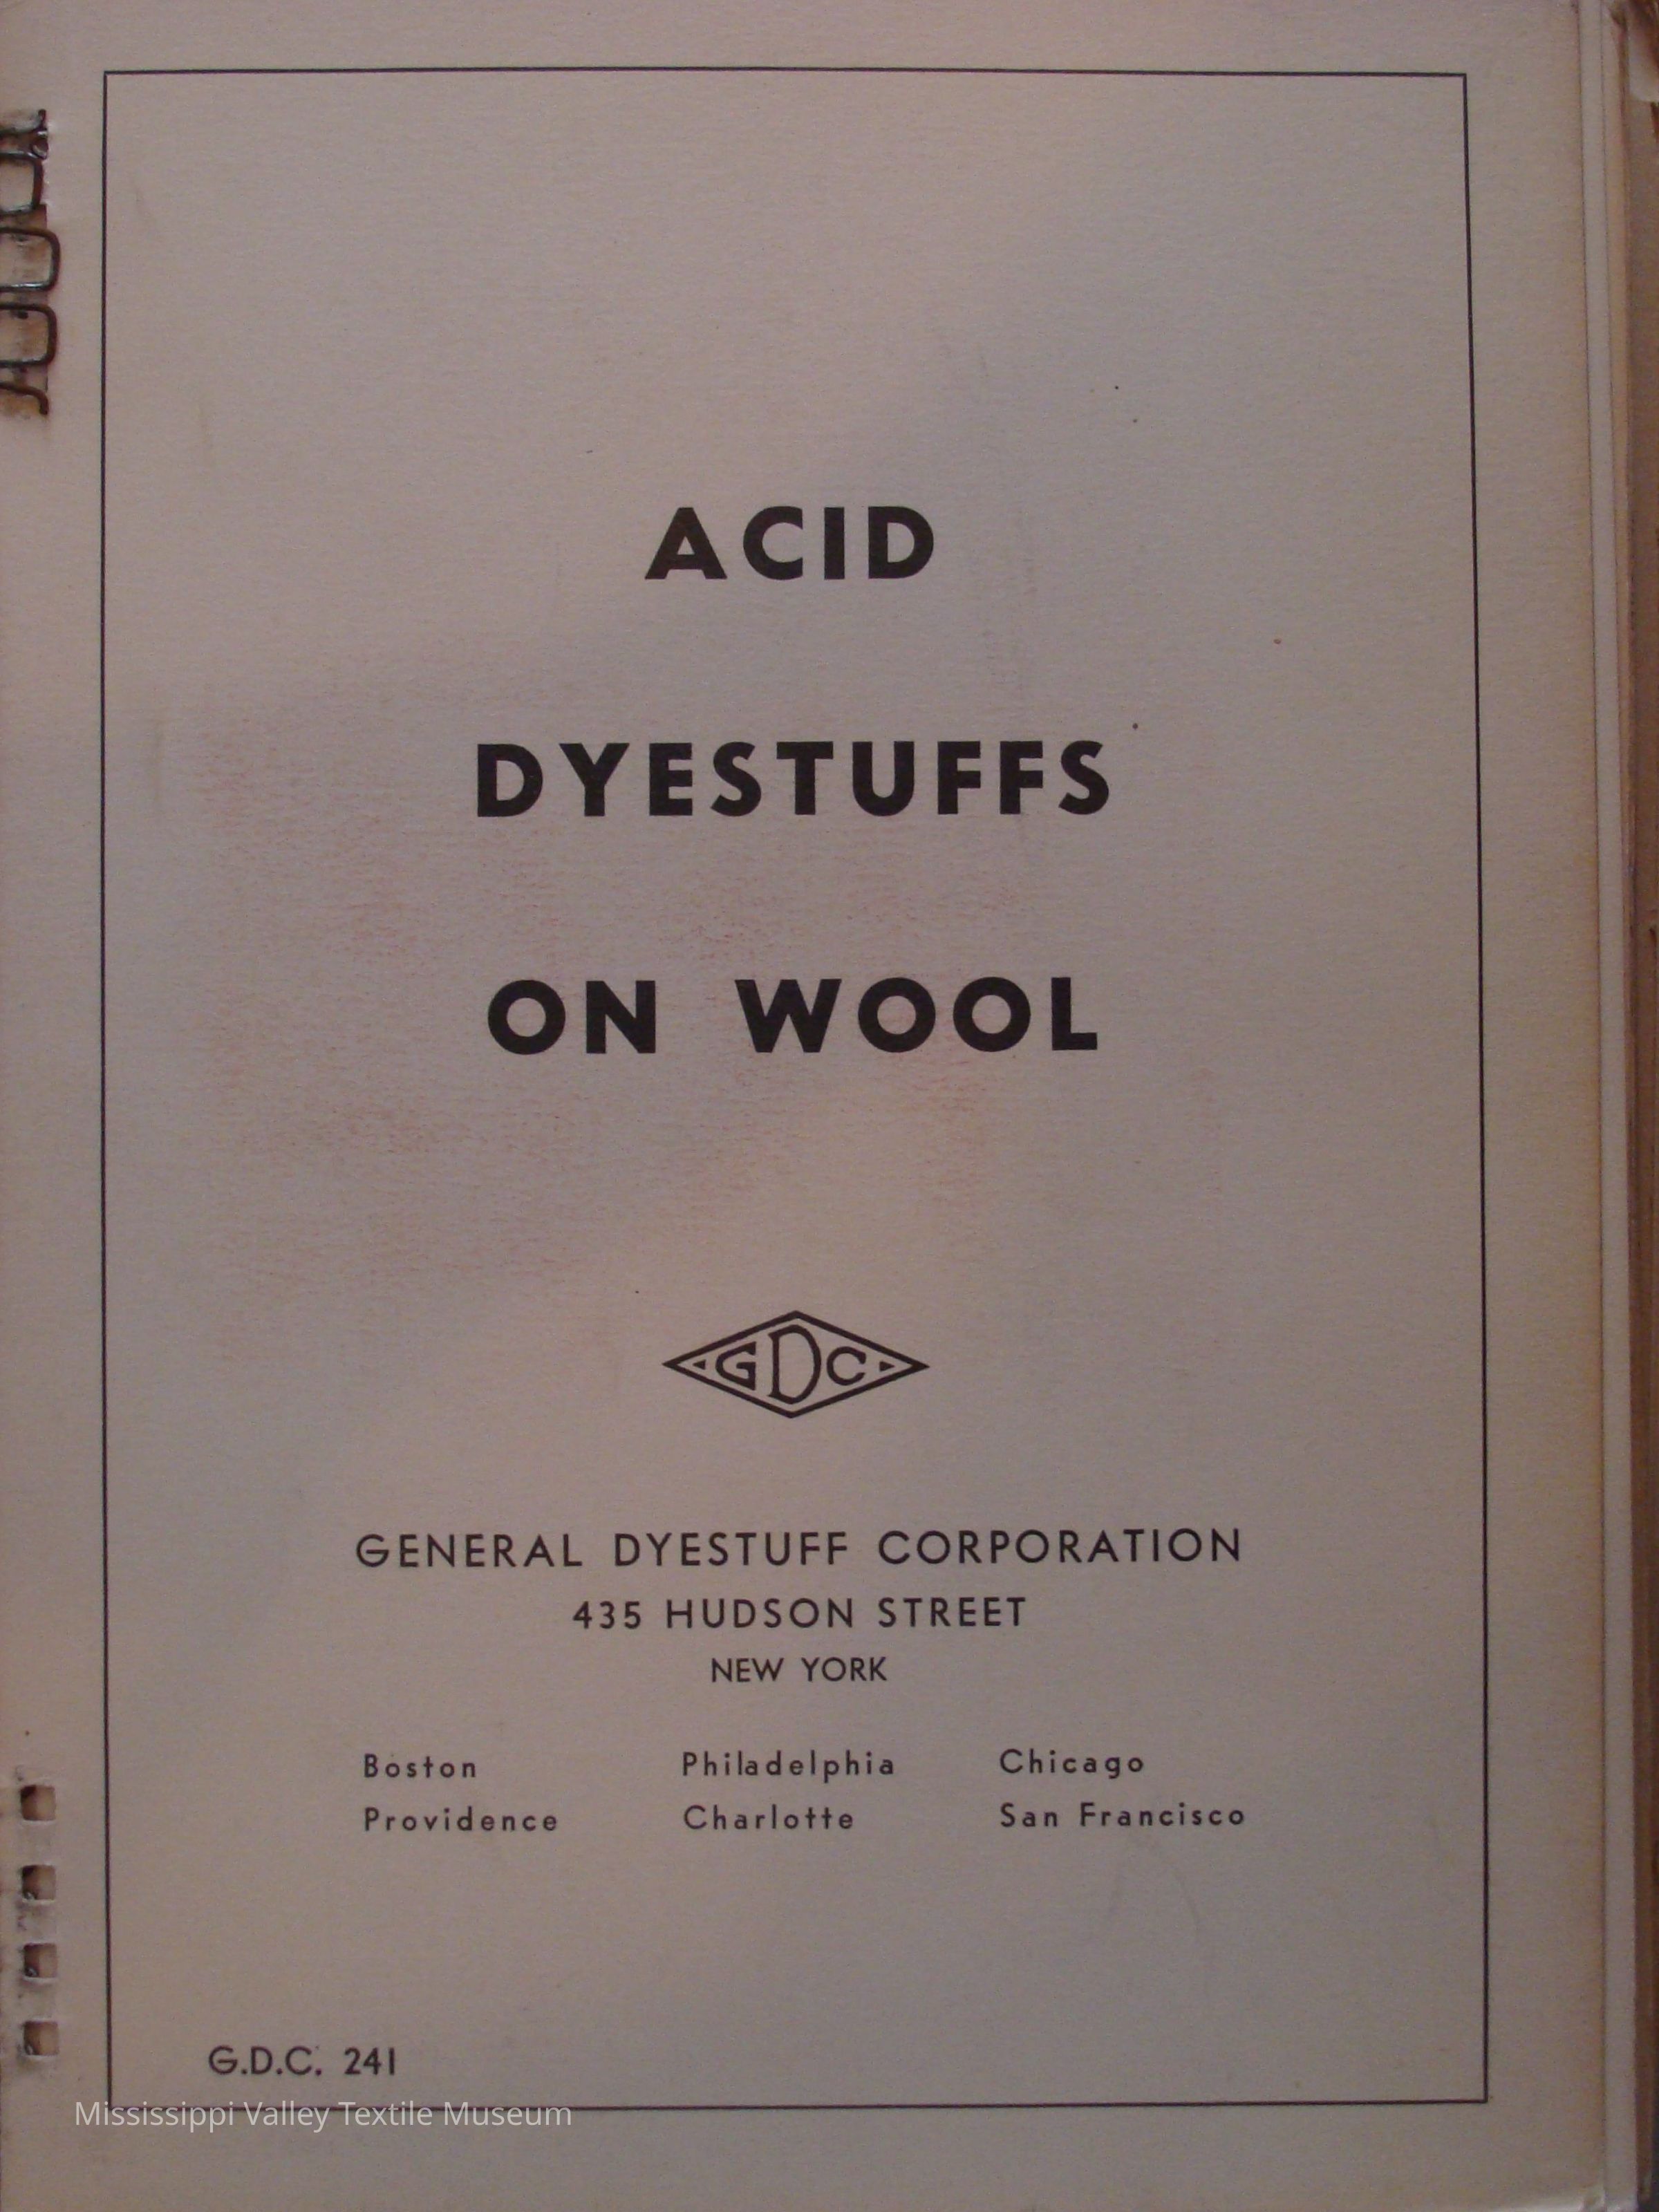 ACID
DYESTUFFS
ON WOOL
GDC
GENERAL DYESTUFF CORPORATION
435 HUDSON STREET
NEW YORK
Boston Philadelphia Chicago
Providence Charlotte San Francisco
G.D.C. 241
Mississippi Valley Textile Museum